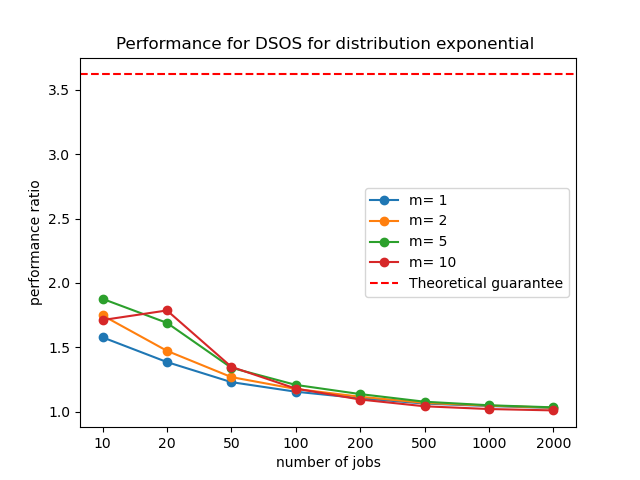 Performance for DSOS for distribution exponential
performance ratio
3.5
3.0
2.5
2.0
1.5
1.0
m= 1
m= 2
m= 5
m= 10
Theoretical guarantee
10 20 50 100 200 500 1000 2000
number of jobs